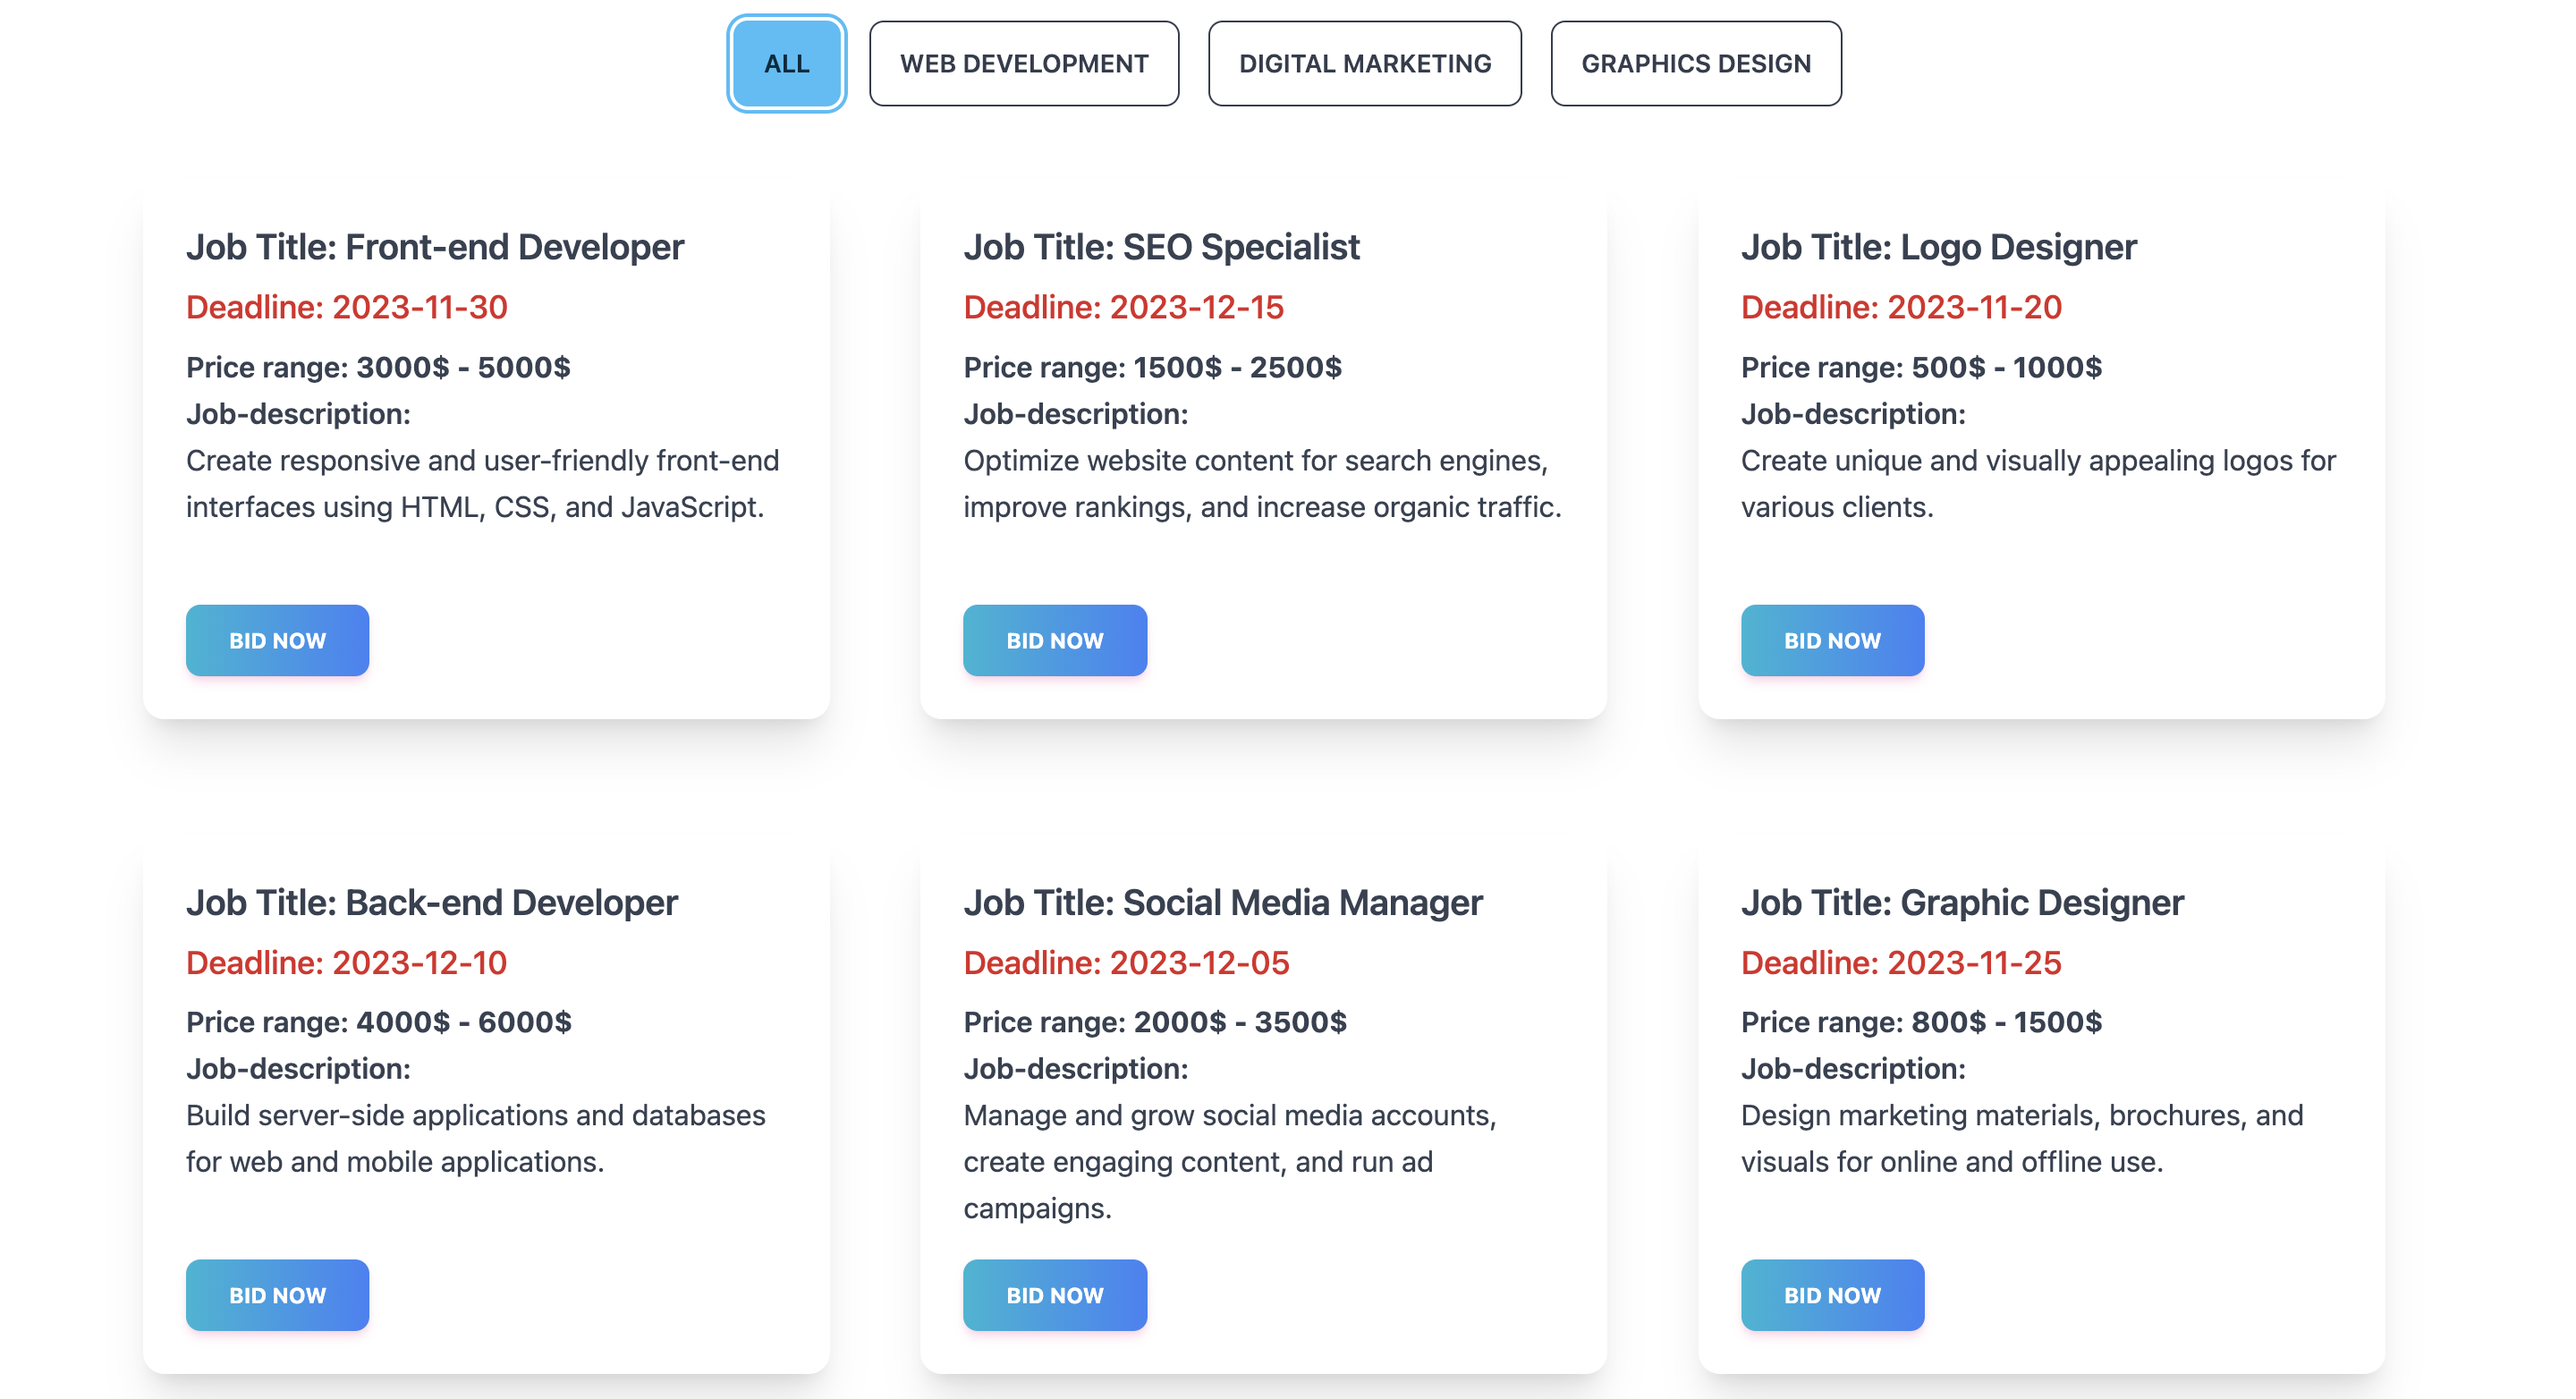 ALL
WEB DEVELOPMENT
DIGITAL MARKETING
GRAPHICS DESIGN
Job Title: Front-end Developer
Deadline: 2023-11-30
Price range: 3000$ - 5000$
Job-description:
Create responsive and user-friendly front-end
interfaces using HTML, CSS, and JavaScript.
BID NOW
Job Title: SEO Specialist
Deadline: 2023-12-15
Price range: 1500$ - 2500$
Job-description:
Optimize website content for search engines,
improve rankings, and increase organic traffic.
BID NOW
Job Title: Logo Designer
Deadline: 2023-11-20
Price range: 500$ - 1000$
Job-description:
Create unique and visually appealing logos for
various clients.
BID NOW
Job Title: Back-end Developer
Deadline: 2023-12-10
Price range: 4000$ - 6000$
Job-description:
Build server-side applications and databases
for web and mobile applications.
BID NOW
Job Title: Social Media Manager
Deadline: 2023-12-05
Price range: 2000$ - 3500$
Job-description:
Manage and grow social media accounts,
create engaging content, and run ad
campaigns.
BID NOW
Job Title: Graphic Designer
Deadline: 2023-11-25
Price range: 800$ - 1500$
Job-description:
Design marketing materials, brochures, and
visuals for online and offline use.
BID NOW